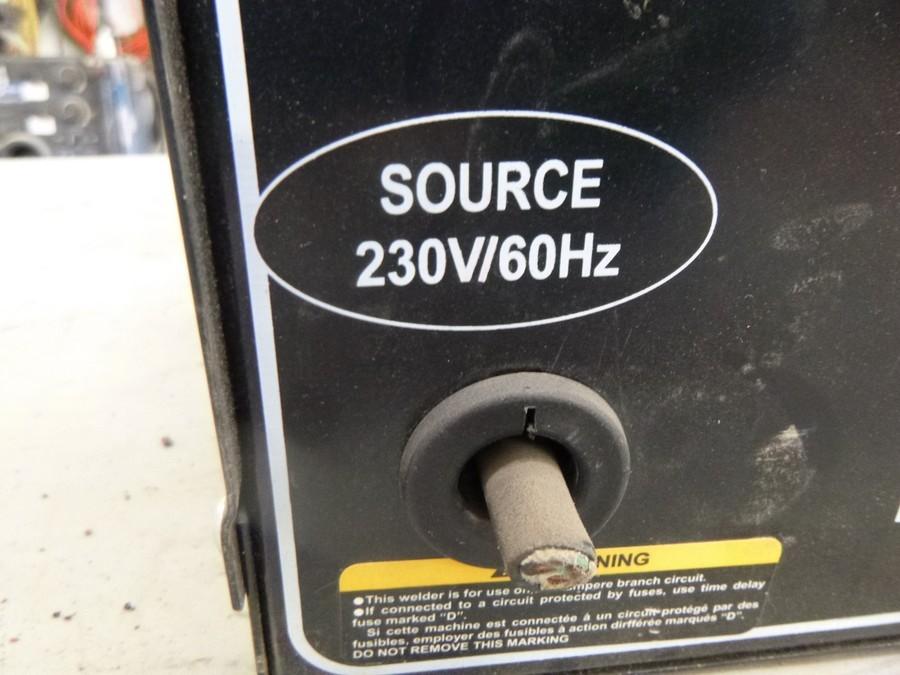 SOURCE
230V/60Hz
NING
●This welder is for use on mpere branch circuit.
●If connected to a circuit protected by fuses, use time delay
fuse marked "D".
Si cette machine est connectée à un circuit protégé par des
fusibles, employer des fusibles à action dirfférée marqués "D".
DO NOT REMOVE THIS MARKING